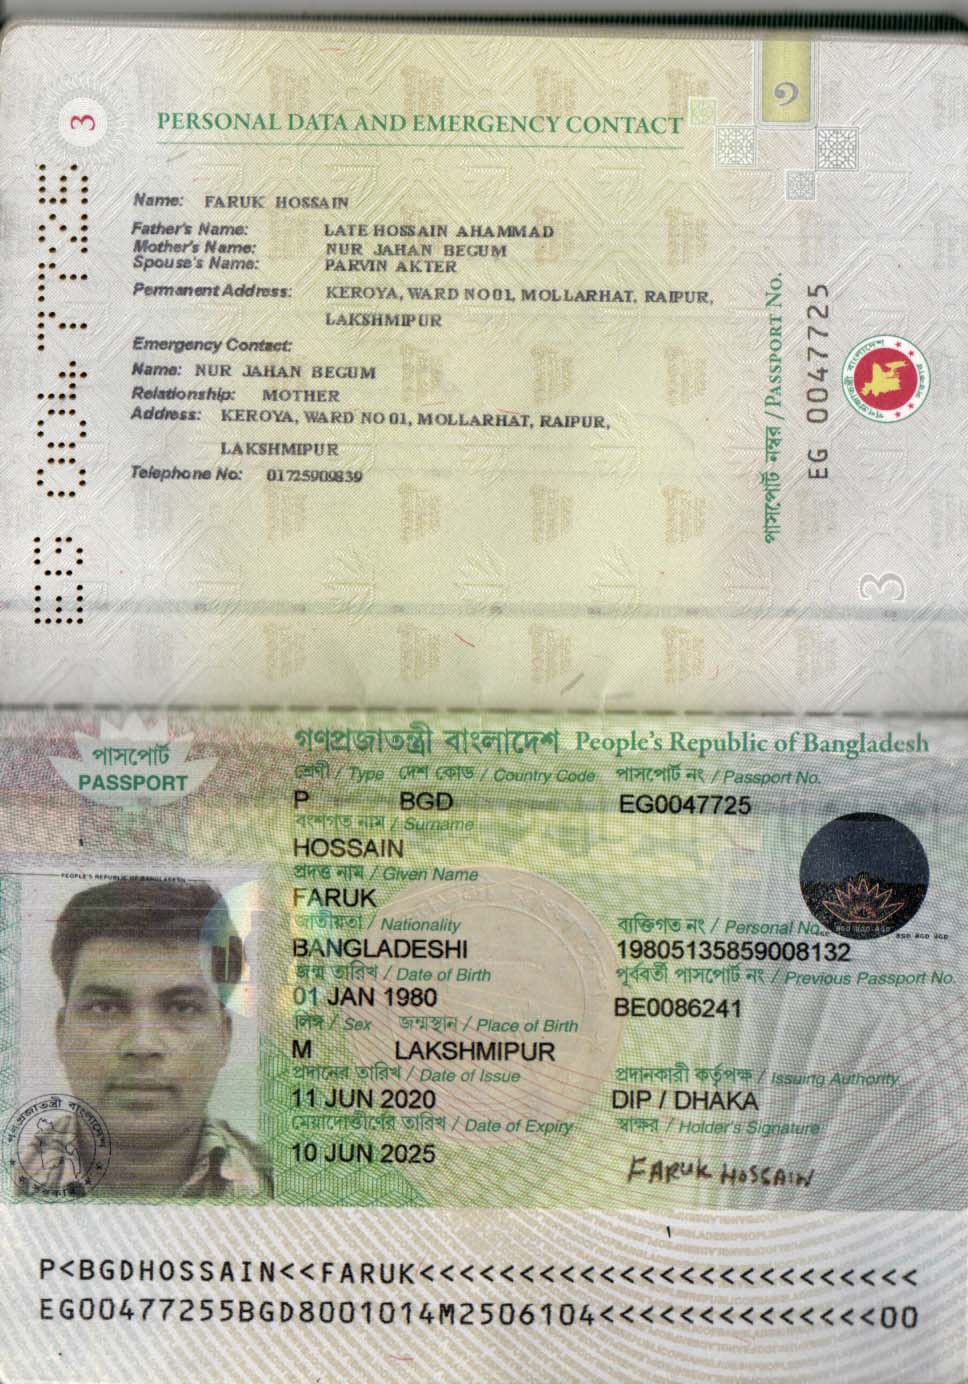 3
PERSONAL DATA AND EMERGENCY CONTACT
Name: FARUK HOSSAIN
Father's Name: LATE HOSSAIN AHAMMAD
Mother's Name: NUR JAHAN BEGUM
Spouse's Name: PARVIN AKTER
Permanent Address: KEROYA, WARD NO 01, MOLLARHAT, RAIPUR,
LAKSHMIPUR
Emergency Contact:
Name: NUR JAHAN BEGUM
Relationship: MOTHER
Address: KEROYA, WARD NO 01, MOLLARHAT, RAIPUR,
LAKSHMIPUR
Telephone No: 01725909839
পাসপোর্ট নম্বর / PASSPORT No.
EG 0047725
EG 0047725
3
পাসপোর্ট
PASSPORT
গণপ্রজাতন্ত্রী বাংলাদেশ People's Republic of Bangladesh
শ্রেণী / Type দেশ কোড / Country Code পাসপোর্ট নং / Passport No.
P BGD EG0047725
বংশগত নাম / Surname
HOSSAIN
প্রদত্ত নাম / Given Name
FARUK
জাতীয়তা / Nationality ব্যক্তিগত নং / Personal No.
BANGLADESHI 19805135859008132
জন্ম তারিখ / Date of Birth পূর্ববর্তী পাসপোর্ট নং / Previous Passport No.
01 JAN 1980 BE0086241
লিঙ্গ / Sex জন্মস্থান / Place of Birth
M LAKSHMIPUR
প্রদানের তারিখ / Date of Issue প্রদানকারী কর্তৃপক্ষ / Issuing Authority
11 JUN 2020 DIP / DHAKA
মেয়াদোত্তীর্ণের তারিখ / Date of Expiry স্বাক্ষর / Holder's Signature
10 JUN 2025 FARUK HOSSAIN
PEOPLE'S REPUBLIC OF BANGLADESH
BGD BGD BGD
P<BGDHOSSAIN<<FARUK<<<<<<<<<<<<<<<<<<<<<<<<<
EG00477255BGD8001014M2506104<<<<<<<<<<<<<<00